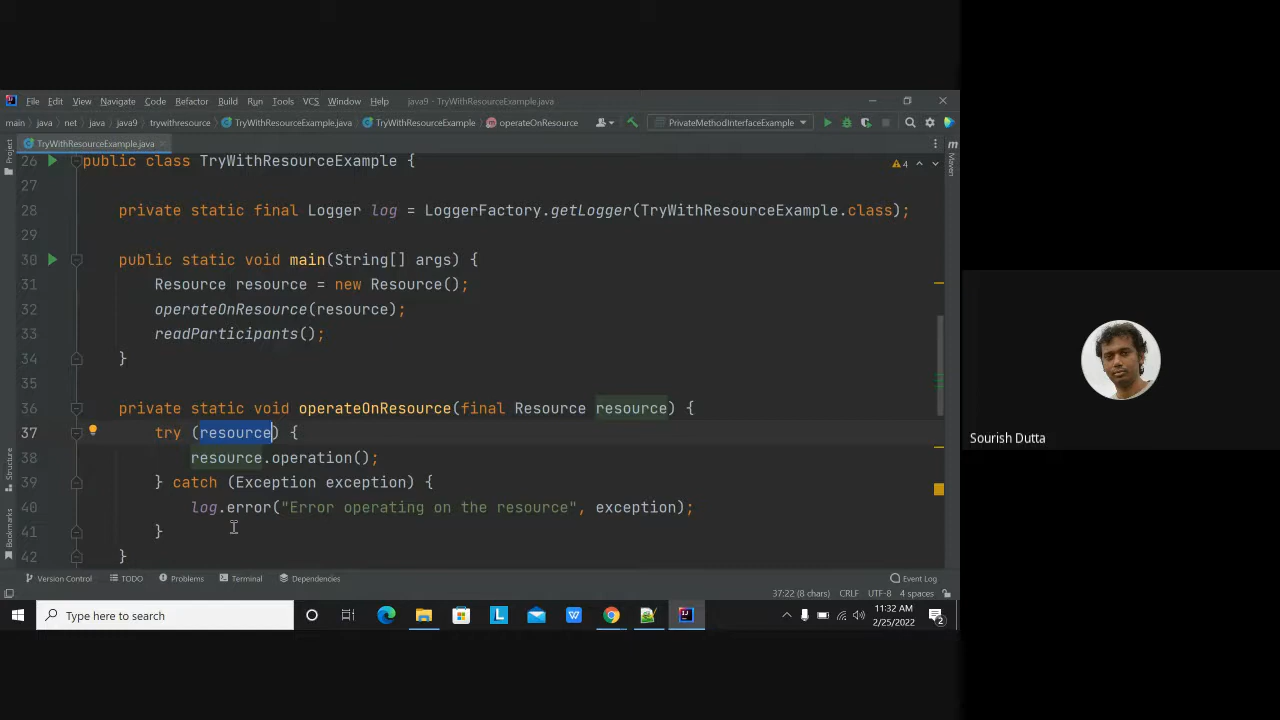 File Edit View Navigate Code Refactor Build Run Tools VCS Window Help java9 - TryWithResourceExample.java
main java net java java9 trywithresource TryWithResourceExample.java TryWithResourceExample operateOnResource PrivateMethodInterfaceExample
TryWithResourceExample.java
Project
Maven
4
26 public class TryWithResourceExample {
27
28 private static final Logger log = LoggerFactory.getLogger(TryWithResourceExample.class);
29
30 public static void main(String[] args) {
31 Resource resource = new Resource();
32 operateOnResource(resource);
33 readParticipants();
34 }
35
36 private static void operateOnResource(final Resource resource) {
37 try (resource) {
38 resource.operation();
39 } catch (Exception exception) {
40 log.error("Error operating on the resource", exception);
41 }
42 }
Structure
Bookmarks
Version Control TODO Problems Terminal Dependencies Event Log
37:22 (8 chars) CRLF UTF-8 4 spaces
Type here to search
11:32 AM
2/25/2022
2
Sourish Dutta